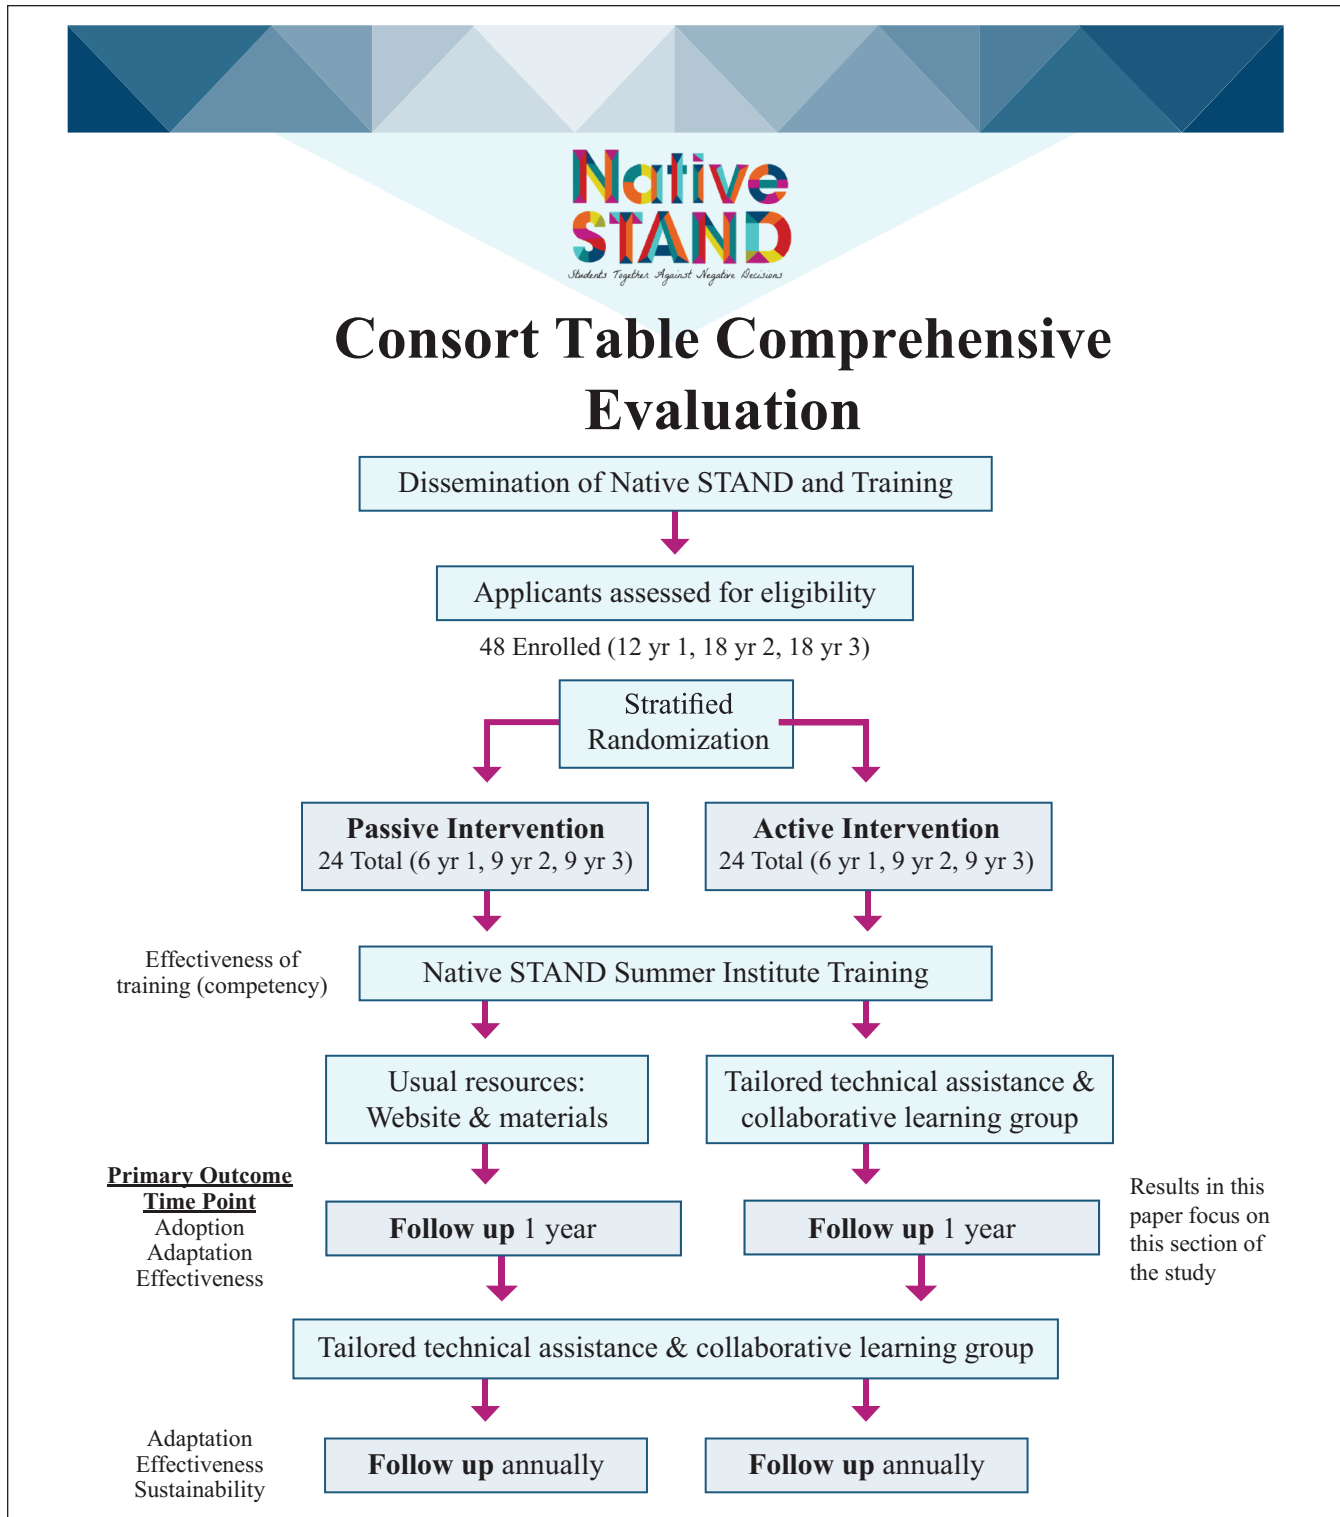 Native
STAND
Students Together Against Negative Decisions
Consort Table Comprehensive
Evaluation
Dissemination of Native STAND and Training
Applicants assessed for eligibility
48 Enrolled (12 yr 1, 18 yr 2, 18 yr 3)
Stratified
Randomization
Passive Intervention
24 Total (6 yr 1, 9 yr 2, 9 yr 3)
Active Intervention
24 Total (6 yr 1, 9 yr 2, 9 yr 3)
Effectiveness of
training (competency)
Native STAND Summer Institute Training
Usual resources:
Website & materials
Tailored technical assistance &
collaborative learning group
Primary Outcome
Time Point
Adoption
Adaptation
Effectiveness
Follow up 1 year
Follow up 1 year
Results in this
paper focus on
this section of
the study
Tailored technical assistance & collaborative learning group
Adaptation
Effectiveness
Sustainability
Follow up annually
Follow up annually